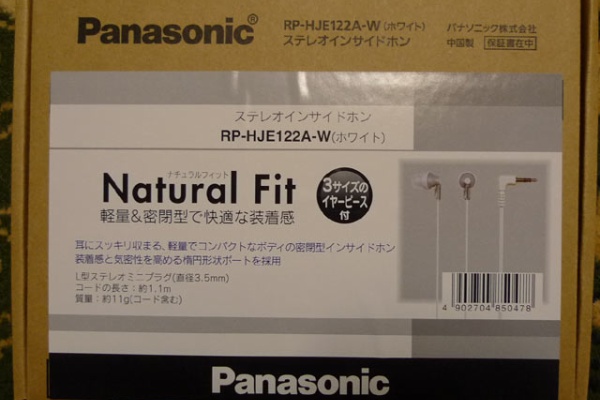 Panasonic®
RP-HJE122A-W(ホワイト)
ステレオインサイドホン
パナソニック株式会社
中国製 保証書在中
ステレオインサイドホン
RP-HJE122A-W(ホワイト)
ナチュラルフィット
Natural Fit
軽量&密閉型で快適な装着感
3サイズの
イヤーピース
付
耳にスッキリ収まる、軽量でコンパクトなボディの密閉型インサイドホン
装着感と気密性を高める楕円形状ポートを採用
L型ステレオミニプラグ(直径3.5mm)
コードの長さ:約1.1m
質量:約11g(コード含む)
4 902704 850478
Panasonic